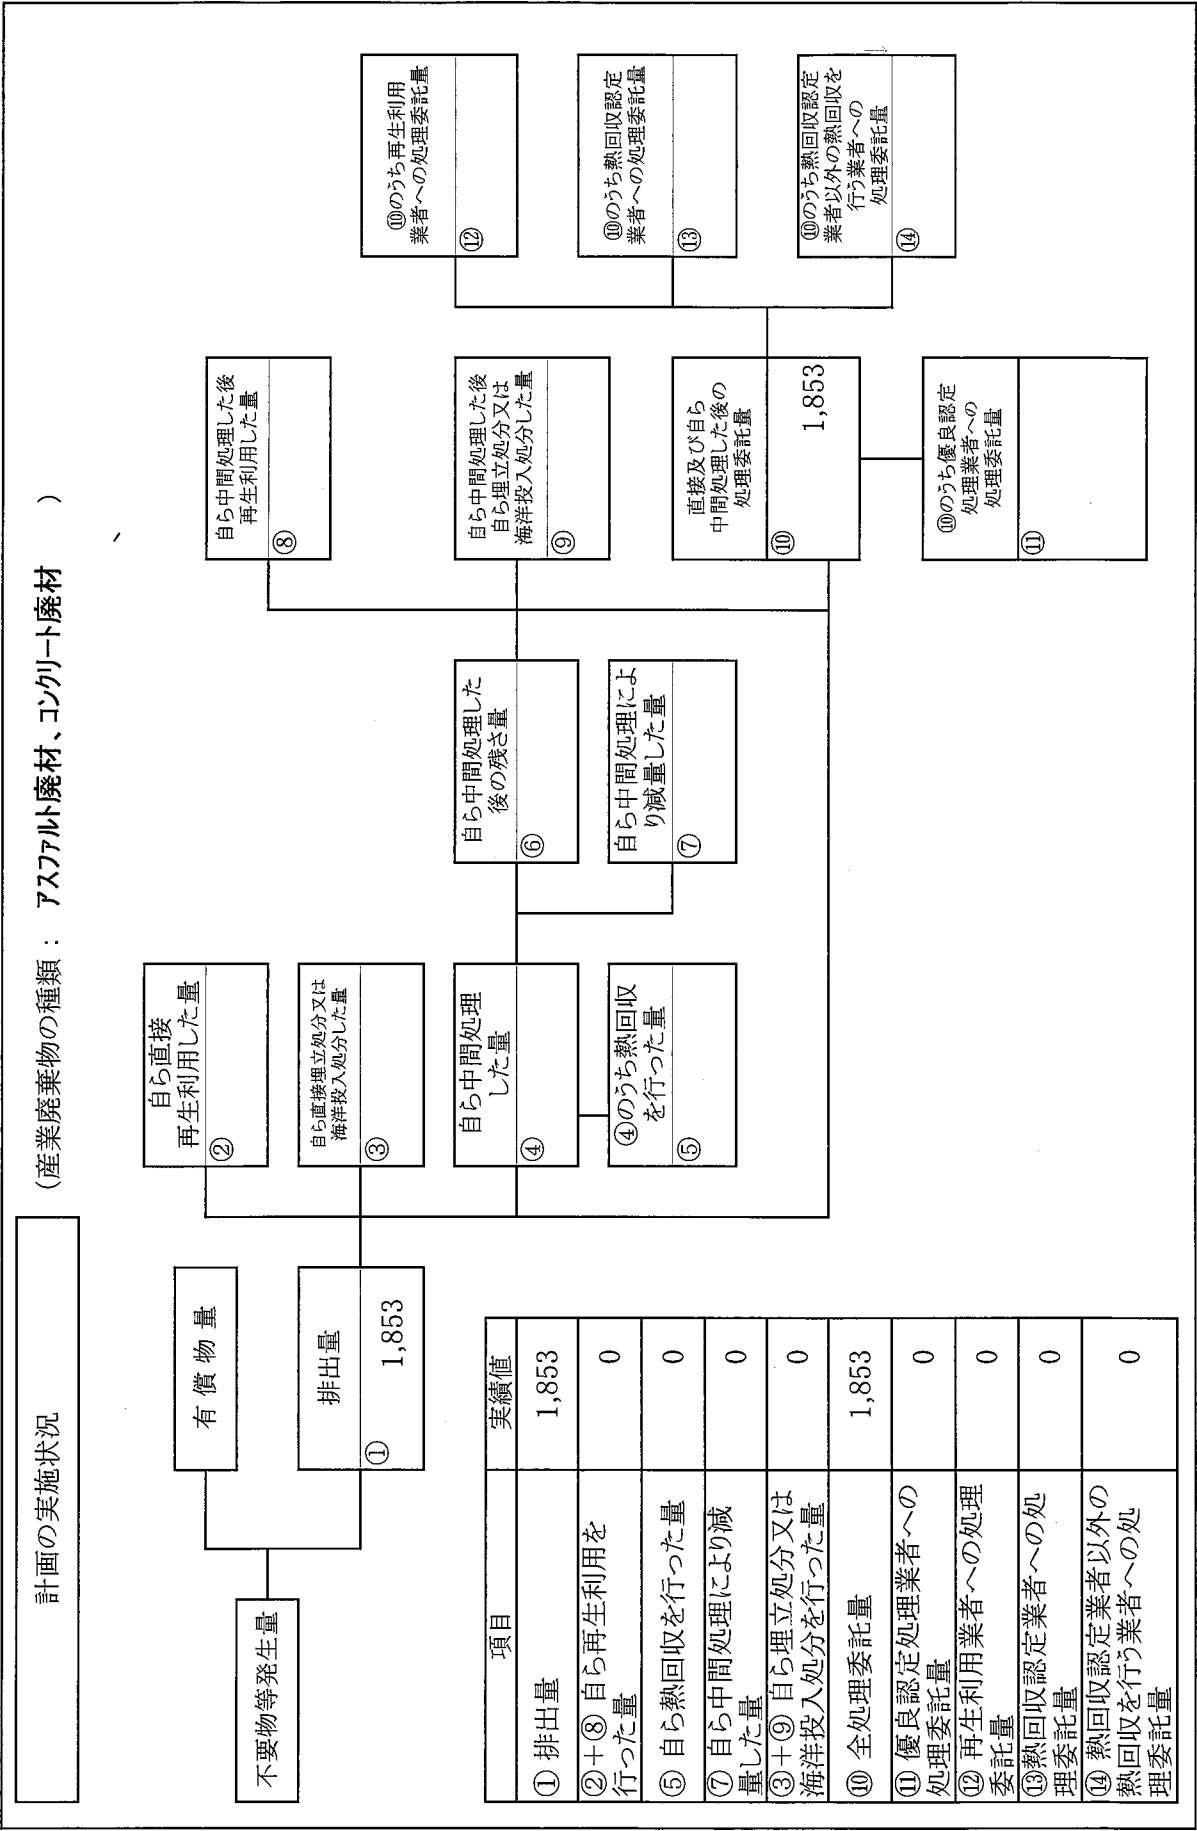 計画の実施状況
(産業廃棄物の種類： アスファルト廃材、コンクリート廃材 )
不要物等発生量
有償物量
排出量
① 1,853
自ら直接
再生利用した量
②
自ら直接埋立処分又は
海洋投入処分した量
③
自ら中間処理
した量
④
④のうち熱回収
を行った量
⑤
自ら中間処理した
後の残さ量
⑥
自ら中間処理によ
り減量した量
⑦
自ら中間処理した後
再生利用した量
⑧
自ら中間処理した後
自ら埋立処分又は
海洋投入処分した量
⑨
直接及び自ら
中間処理した後の
処理委託量
⑩ 1,853
⑩のうち優良認定
処理業者への
処理委託量
⑪
⑩のうち再生利用
業者への処理委託量
⑫
⑩のうち熱回収認定
業者への処理委託量
⑬
⑩のうち熱回収認定
業者以外の熱回収を
行う業者への
処理委託量
⑭
項目 実績値
① 排出量 1,853
②+⑧ 自ら再生利用を
行った量 0
⑤ 自ら熱回収を行った量 0
⑦ 自ら中間処理により減
量した量 0
③+⑨ 自ら埋立処分又は
海洋投入処分を行った量 0
⑩ 全処理委託量 1,853
⑪ 優良認定処理業者への
処理委託量 0
⑫ 再生利用業者への処理
委託量 0
⑬熱回収認定業者への処
理委託量 0
⑭ 熱回収認定業者以外の
熱回収を行う業者への処
理委託量 0